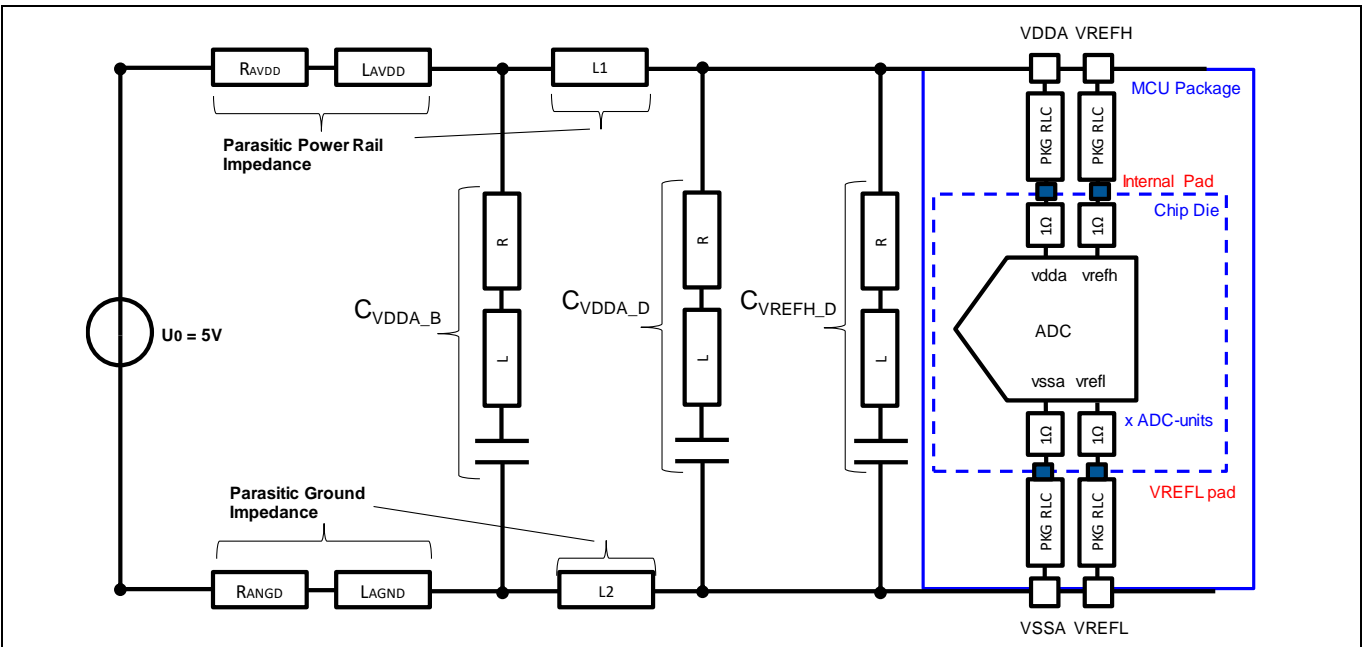 VDDA VREFH
RAVDD
LAVDD
L1
MCU Package
Parasitic Power Rail
Impedance
PKG RLC
PKG RLC
Internal Pad
Chip Die
R
R
R
1Ω
1Ω
CVDDA_B
CVDDA_D
CVREFH_D
vdda vrefh
U0 = 5V
L
L
L
ADC
vssa vrefl
1Ω
1Ω
x ADC-units
Parasitic Ground
Impedance
VREFL pad
PKG RLC
PKG RLC
RANGD
LAGND
L2
VSSA VREFL